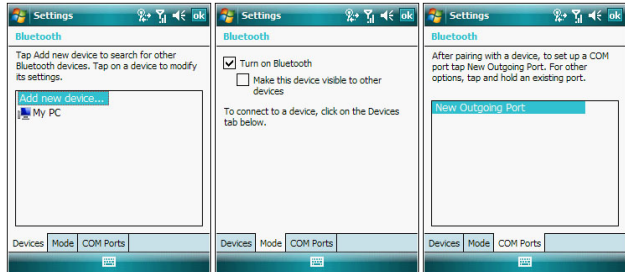 Settings
ok
Bluetooth
Tap Add new device to search for other
Bluetooth devices. Tap on a device to modify
its settings.
Add new device...
My PC
Devices
Mode
COM Ports
Settings
ok
Bluetooth
Turn on Bluetooth
Make this device visible to other
devices
To connect to a device, click on the Devices
tab below.
Devices
Mode
COM Ports
Settings
ok
Bluetooth
After pairing with a device, to set up a COM
port tap New Outgoing Port. For other
options, tap and hold an existing port.
New Outgoing Port
Devices
Mode
COM Ports